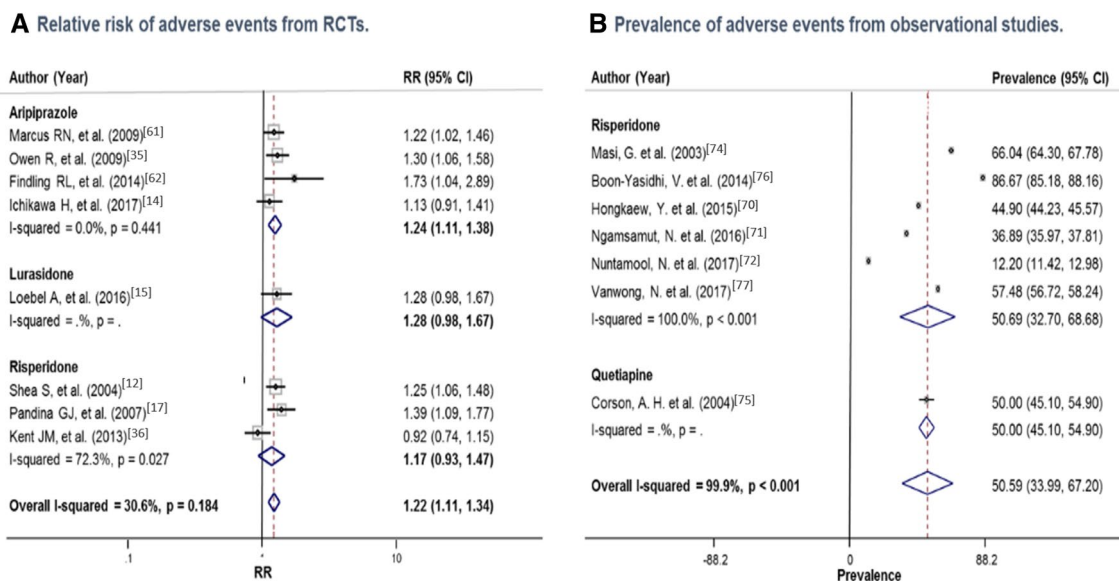 A Relative risk of adverse events from RCTs.
Author (Year) RR (95% CI)
Aripiprazole
Marcus RN, et al. (2009)[61] 1.22 (1.02, 1.46)
Owen R, et al. (2009)[35] 1.30 (1.06, 1.58)
Findling RL, et al. (2014)[62] 1.73 (1.04, 2.89)
Ichikawa H, et al. (2017)[14] 1.13 (0.91, 1.41)
I-squared = 0.0%, p = 0.441 1.24 (1.11, 1.38)
Lurasidone
Loebel A, et al. (2016)[15] 1.28 (0.98, 1.67)
I-squared = .%, p = . 1.28 (0.98, 1.67)
Risperidone
Shea S, et al. (2004)[12] 1.25 (1.06, 1.48)
Pandina GJ, et al. (2007)[17] 1.39 (1.09, 1.77)
Kent JM, et al. (2013)[36] 0.92 (0.74, 1.15)
I-squared = 72.3%, p = 0.027 1.17 (0.93, 1.47)
Overall I-squared = 30.6%, p = 0.184 1.22 (1.11, 1.34)
.1 10
RR
B Prevalence of adverse events from observational studies.
Author (Year) Prevalence (95% CI)
Risperidone
Masi, G. et al. (2003)[74] 66.04 (64.30, 67.78)
Boon-Yasidhi, V. et al. (2014)[76] 86.67 (85.18, 88.16)
Hongkaew, Y. et al. (2015)[70] 44.90 (44.23, 45.57)
Ngamsamut, N. et al. (2016)[71] 36.89 (35.97, 37.81)
Nuntamool, N. et al. (2017)[72] 12.20 (11.42, 12.98)
Vanwong, N. et al. (2017)[77] 57.48 (56.72, 58.24)
I-squared = 100.0%, p < 0.001 50.69 (32.70, 68.68)
Quetiapine
Corson, A. H. et al. (2004)[75] 50.00 (45.10, 54.90)
I-squared = .%, p = . 50.00 (45.10, 54.90)
Overall I-squared = 99.9%, p < 0.001 50.59 (33.99, 67.20)
-88.2 0 88.2
Prevalence